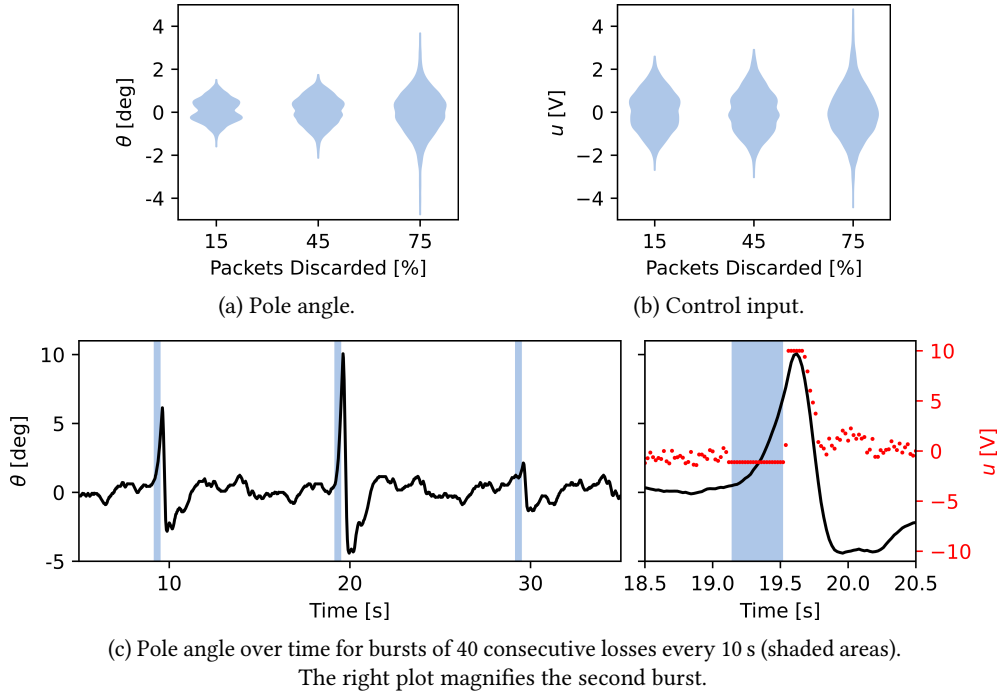 4
2
0
−2
−4
θ [deg]
15
45
75
Packets Discarded [%]
(a) Pole angle.
4
2
0
−2
−4
u [V]
15
45
75
Packets Discarded [%]
(b) Control input.
10
5
0
-5
θ [deg]
10
20
30
Time [s]
18.5
19.0
19.5
20.0
20.5
Time [s]
10
5
0
−5
−10
u [V]
(c) Pole angle over time for bursts of 40 consecutive losses every 10 s (shaded areas).
The right plot magnifies the second burst.